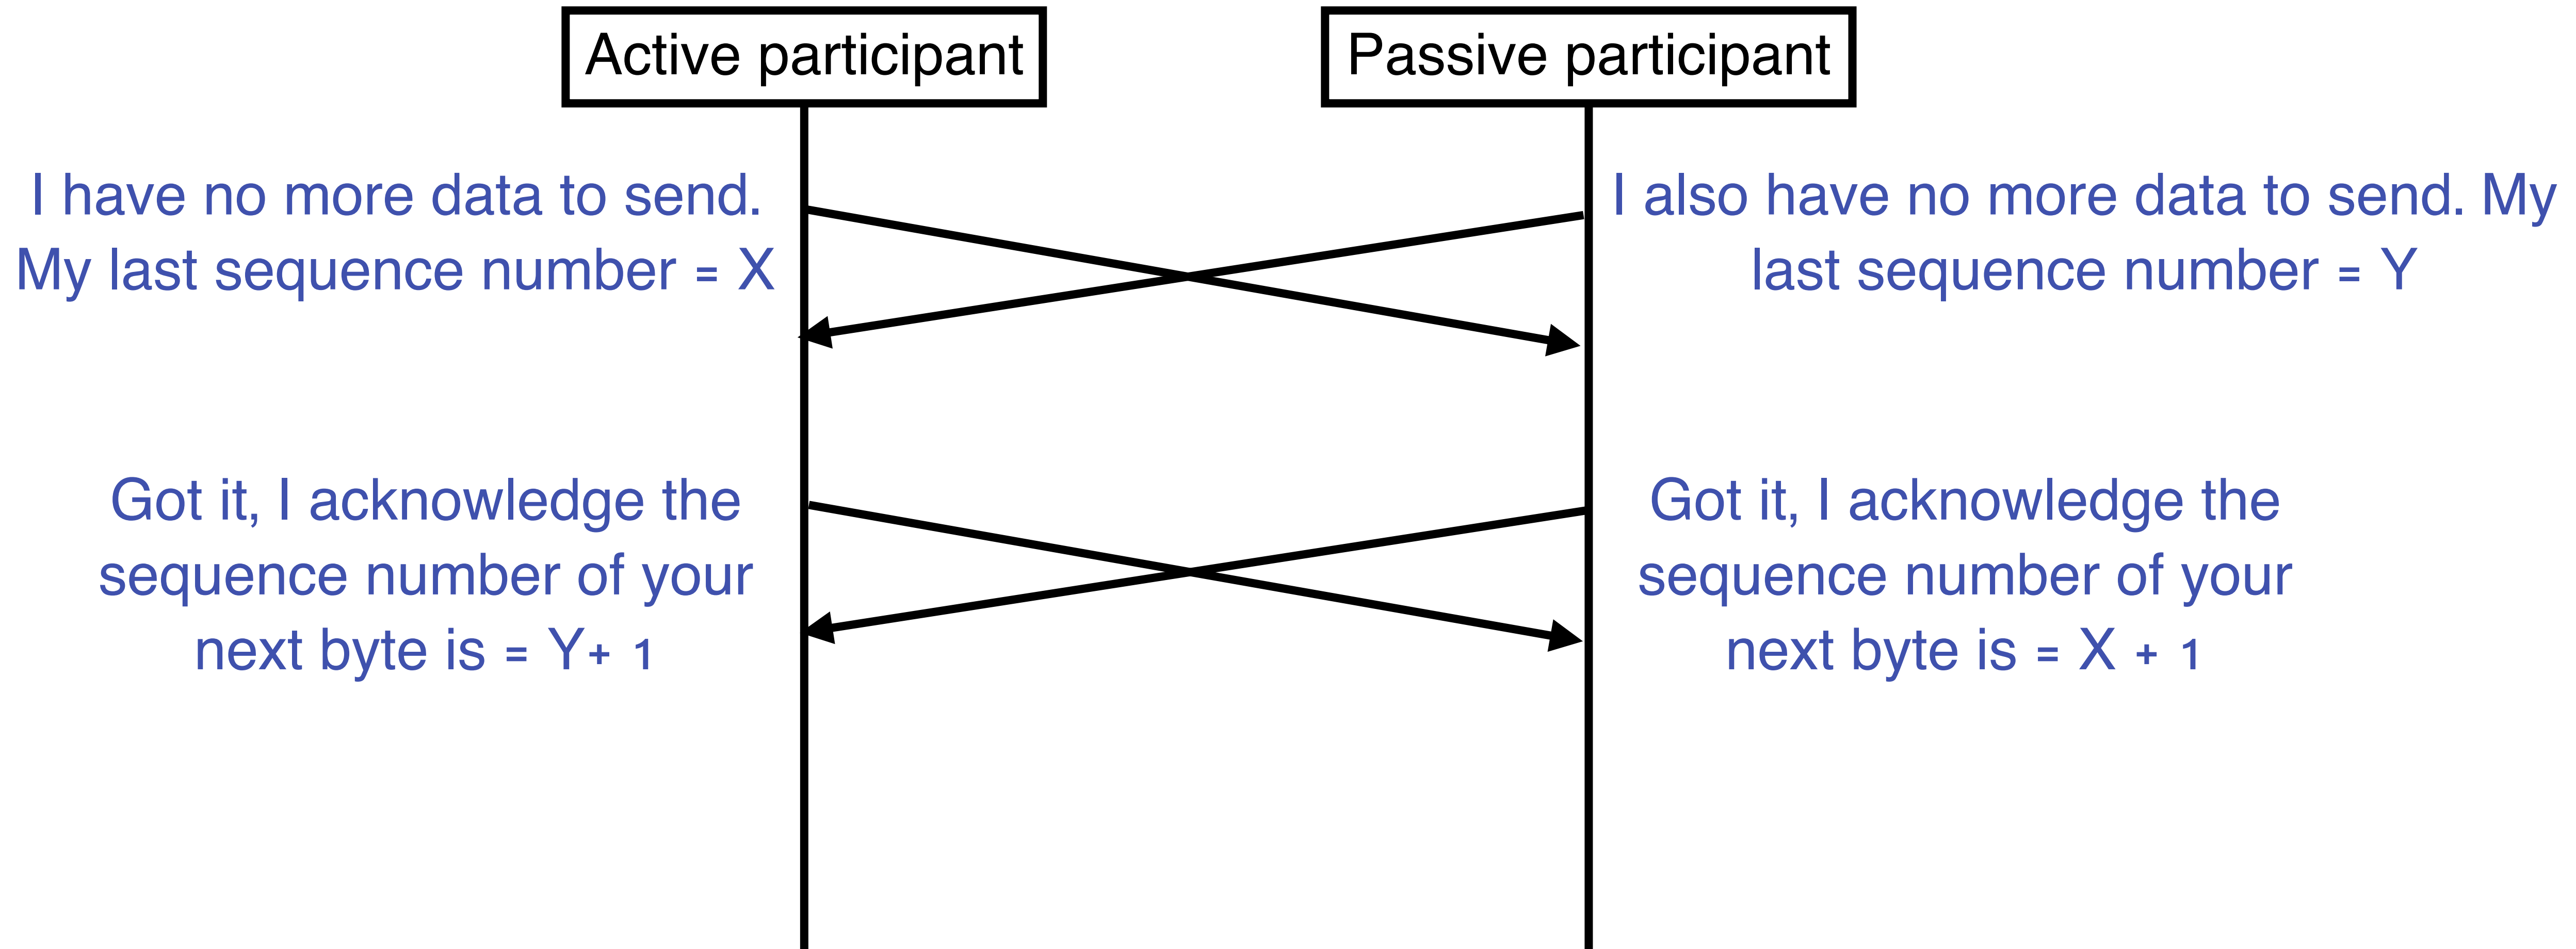 Active participant
Passive participant
I have no more data to send.
My last sequence number = X
I also have no more data to send. My
last sequence number = Y
Got it, I acknowledge the
sequence number of your
next byte is = Y+ 1
Got it, I acknowledge the
sequence number of your
next byte is = X + 1